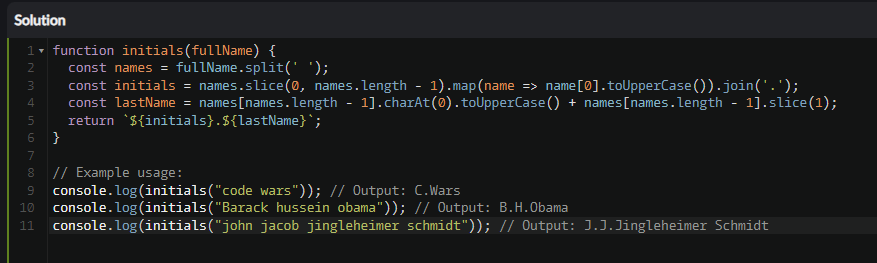 Solution
1 function initials(fullName) {
2   const names = fullName.split(' ');
3   const initials = names.slice(0, names.length - 1).map(name => name[0].toUpperCase()).join('.');
4   const lastName = names[names.length - 1].charAt(0).toUpperCase() + names[names.length - 1].slice(1);
5   return `${initials}.${lastName}`;
6 }
7
8 // Example usage:
9 console.log(initials("code wars")); // Output: C.Wars
10 console.log(initials("Barack hussein obama")); // Output: B.H.Obama
11 console.log(initials("john jacob jingleheimer schmidt")); // Output: J.J.Jingleheimer Schmidt